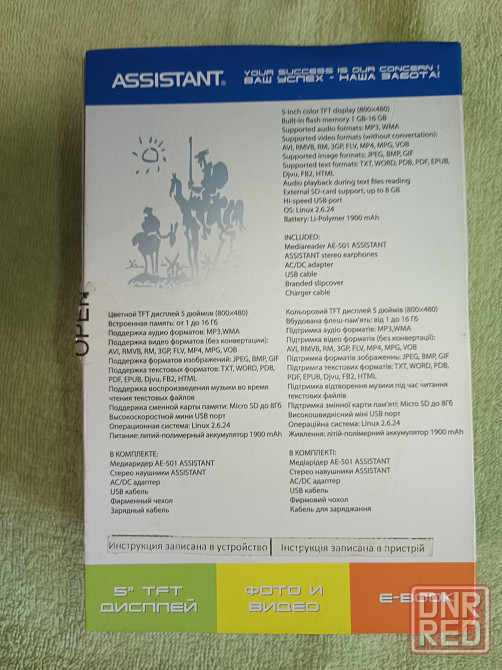 ASSISTANT®
YOUR SUCCESS IS OUR CONCERN !
ВАШ УСПЕХ - НАША ЗАБОТА!
5-inch color TFT display (800×480)
Built-in flash memory 1 GB-16 GB
Supported audio formats: MP3, WMA
Supported video formats (without convertation):
AVI, RMVB, RM, 3GP, FLV, MP4, MPG, VOB
Supported image formats: JPEG, BMP, GIF
Supported text formats: TXT, WORD, PDB, PDF, EPUB,
Djvu, FB2, HTML
Audio playback during text files reading
External SD-card support, up to 8 GB
Hi-speed USB port
OS: Linux 2.6.24
Battery: Li-Polymer 1900 mAh
INCLUDED:
Mediareader AE-501 ASSISTANT
ASSISTANT stereo earphones
AC/DC adapter
USB cable
Branded slipcover
Charger cable
OPEN
Цветной TFT дисплей 5 дюймов (800×480)
Встроенная память: от 1 до 16 Гб
Поддержка аудио форматов: MP3,WMA
Поддержка видео форматов (без конвертации):
AVI, RMVB, RM, 3GP, FLV, MP4, MPG, VOB
Поддержка форматов изображений: JPEG, BMP, GIF
Поддержка текстовых форматов: TXT, WORD, PDB,
PDF, EPUB, Djvu, FB2, HTML
Поддержка воспроизведения музыки во время
чтения текстовых файлов
Поддержка сменной карты памяти: Micro SD до 8Гб
Высокоскоростной мини USB порт
Операционная система: Linux 2.6.24
Питание: литий-полимерный аккумулятор 1900 мАh
В КОМПЛЕКТЕ:
Медиаридер AE-501 ASSISTANT
Стерео наушники ASSISTANT
AC/DC адаптер
USB кабель
Фирменный чехол
Зарядный кабель
Кольоровий TFT дисплей 5 дюймів (800×480)
Вбудована флеш-пам'ять: від 1 до 16 Гб
Підтримка аудіо форматів: MP3,WMA
Підтримка відео форматів (без конвертації):
AVI, RMVB, RM, 3GP, FLV, MP4, MPG, VOB
Підтримка форматів зображеннь: JPEG, BMP, GIF
Підтримка текстових форматів: TXT, WORD, PDB,
PDF, EPUB, Djvu, FB2, HTML
Підтримка відтворення музики під час читання
текстових файлів
Підтримка змінної карти пам'яті: Micro SD до 8Гб
Високошвидкісний міні USB порт
Операційна система: Linux 2.6.24
Живлення: літій-полімерний аккумулятор 1900 мАh
В КОМПЛЕКТІ:
Медіарідер AE-501 ASSISTANT
Стерео навушники ASSISTANT
AC/DC адаптер
USB кабель
Фірмовий чохол
Кабель для заряджання
Инструкция записана в устройство
Інструкція записана в пристрій
5" TFT
ДИСПЛЕЙ
ФОТО И
ВИДЕО
E-BOOK
DNR
RED